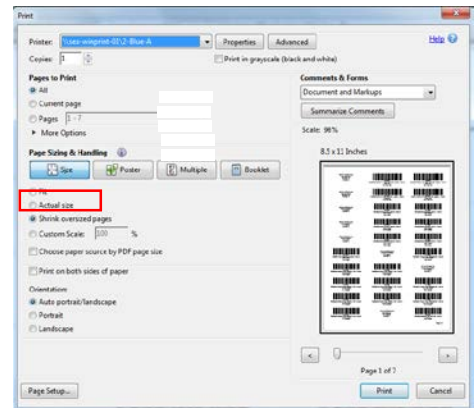 Print
Printer: \\ses-winprint-01\2-Blue-A Properties Advanced Help
Copies: 1 Print in grayscale (black and white)
Pages to Print
All
Current page
Pages 1 - 7
More Options
Page Sizing & Handling
Size Poster Multiple Booklet
Fit
Actual size
Shrink oversized pages
Custom Scale: 100 %
Choose paper source by PDF page size
Print on both sides of paper
Orientation:
Auto portrait/landscape
Portrait
Landscape
Comments & Forms
Document and Markups
Summarize Comments
Scale: 98%
8.5 x 11 Inches
Page 1 of 7
Page Setup... Print Cancel